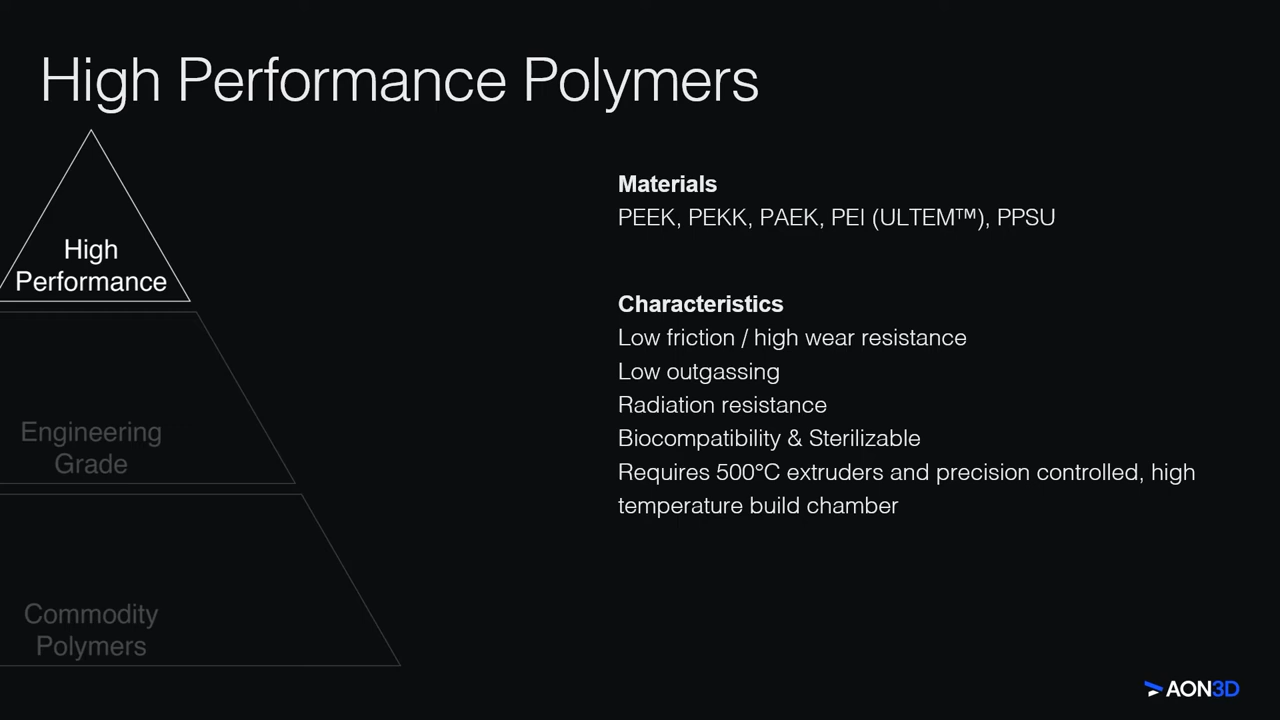 High Performance Polymers
High
Performance
Engineering
Grade
Commodity
Polymers
Materials
PEEK, PEKK, PAEK, PEI (ULTEM™), PPSU
Characteristics
Low friction / high wear resistance
Low outgassing
Radiation resistance
Biocompatibility & Sterilizable
Requires 500°C extruders and precision controlled, high
temperature build chamber
AON3D